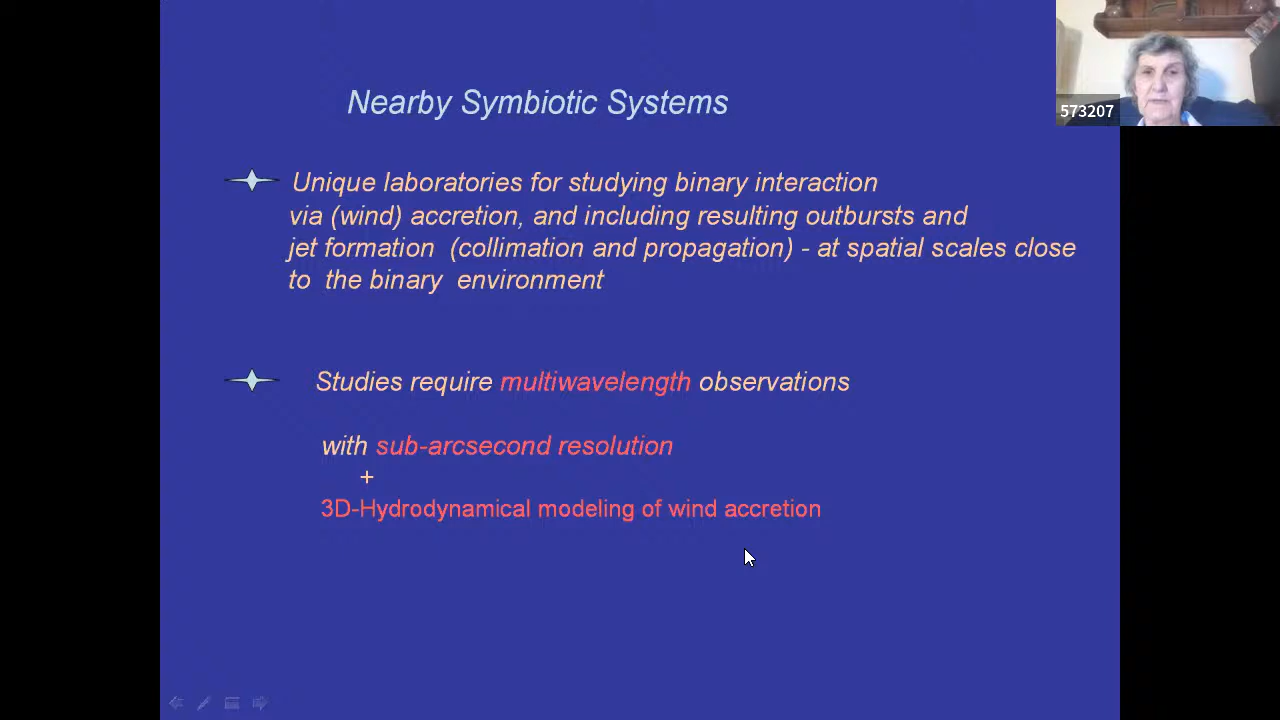 Nearby Symbiotic Systems
573207
Unique laboratories for studying binary interaction
via (wind) accretion, and including resulting outbursts and
jet formation (collimation and propagation) - at spatial scales close
to the binary environment
Studies require multiwavelength observations
with sub-arcsecond resolution
+
3D-Hydrodynamical modeling of wind accretion